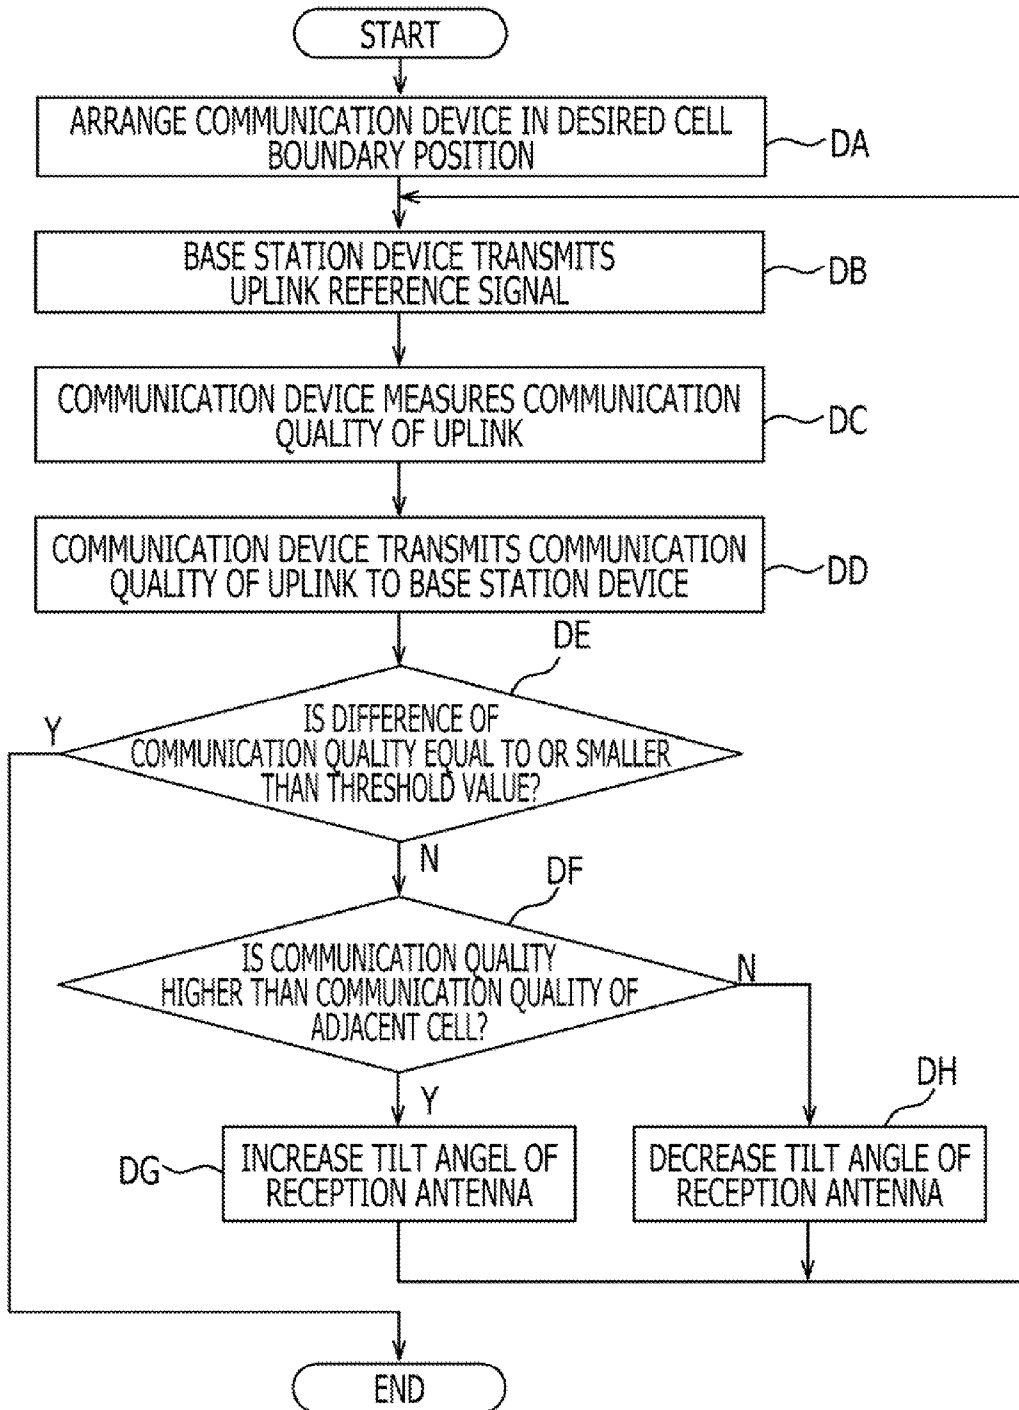 START
ARRANGE COMMUNICATION DEVICE IN DESIRED CELL
BOUNDARY POSITION
DA
BASE STATION DEVICE TRANSMITS
UPLINK REFERENCE SIGNAL
DB
COMMUNICATION DEVICE MEASURES COMMUNICATION
QUALITY OF UPLINK
DC
COMMUNICATION DEVICE TRANSMITS COMMUNICATION
QUALITY OF UPLINK TO BASE STATION DEVICE
DD
DE
Y
IS DIFFERENCE OF
COMMUNICATION QUALITY EQUAL TO OR SMALLER
THAN THRESHOLD VALUE?
N
DF
IS COMMUNICATION QUALITY
HIGHER THAN COMMUNICATION QUALITY OF
ADJACENT CELL?
N
Y
DH
DG
INCREASE TILT ANGEL OF
RECEPTION ANTENNA
DECREASE TILT ANGLE OF
RECEPTION ANTENNA
END